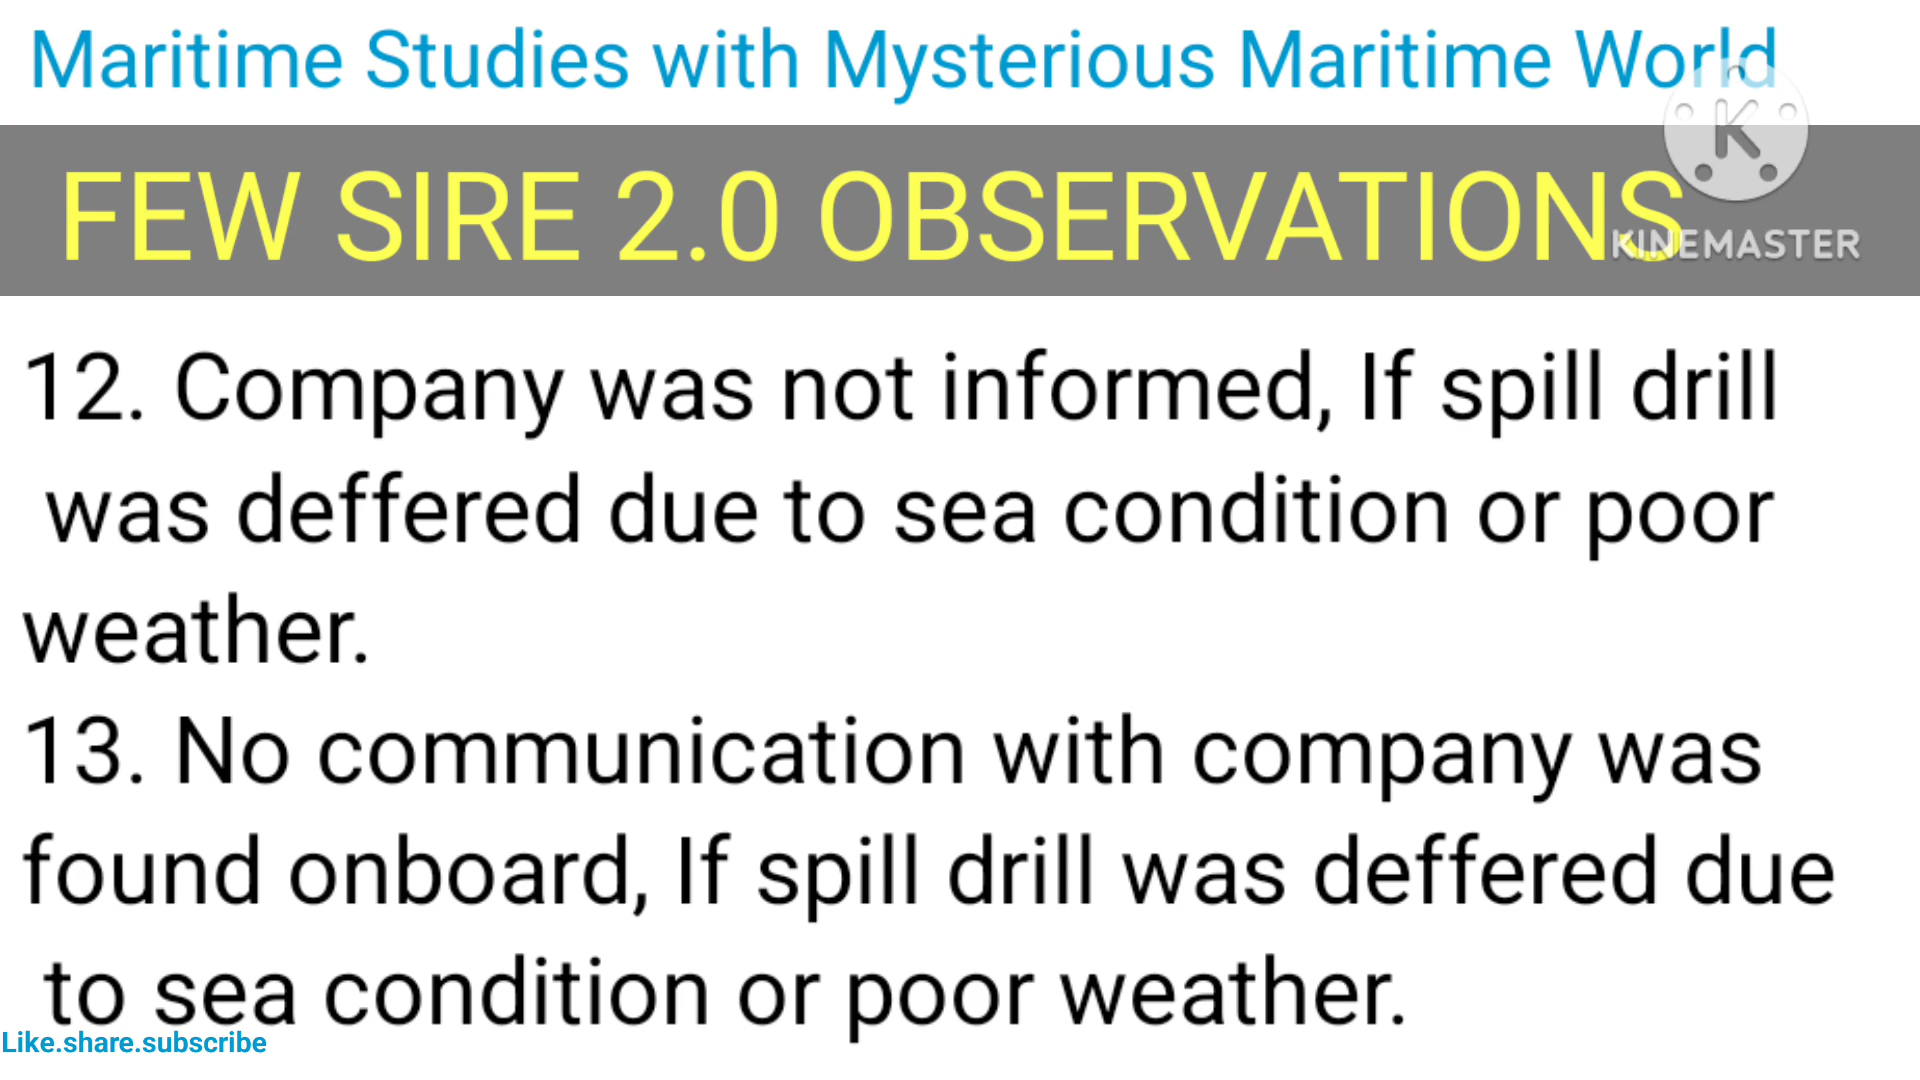 Maritime Studies with Mysterious Maritime World
FEW SIRE 2.0 OBSERVATIONS
K
KINEMASTER
12. Company was not informed, If spill drill
was deffered due to sea condition or poor
weather.
13. No communication with company was
found onboard, If spill drill was deffered due
to sea condition or poor weather.
Like.share.subscribe